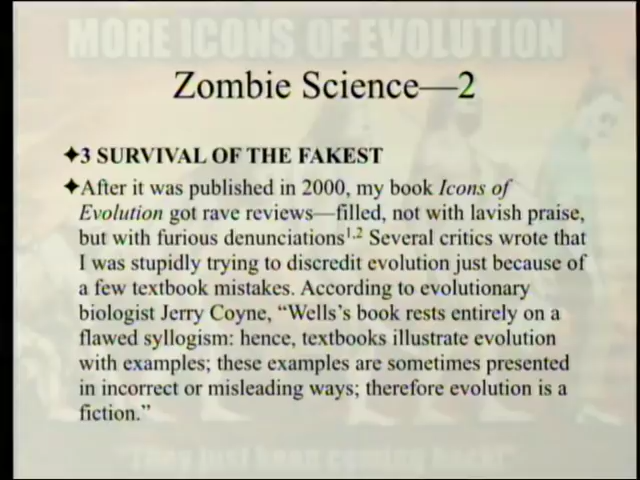 MORE ICONS OF EVOLUTION
Zombie Science—2
✦3 SURVIVAL OF THE FAKEST
✦After it was published in 2000, my book Icons of
Evolution got rave reviews—filled, not with lavish praise,
but with furious denunciations1,2 Several critics wrote that
I was stupidly trying to discredit evolution just because of
a few textbook mistakes. According to evolutionary
biologist Jerry Coyne, “Wells’s book rests entirely on a
flawed syllogism: hence, textbooks illustrate evolution
with examples; these examples are sometimes presented
in incorrect or misleading ways; therefore evolution is a
fiction.”
"They just keep coming back!"